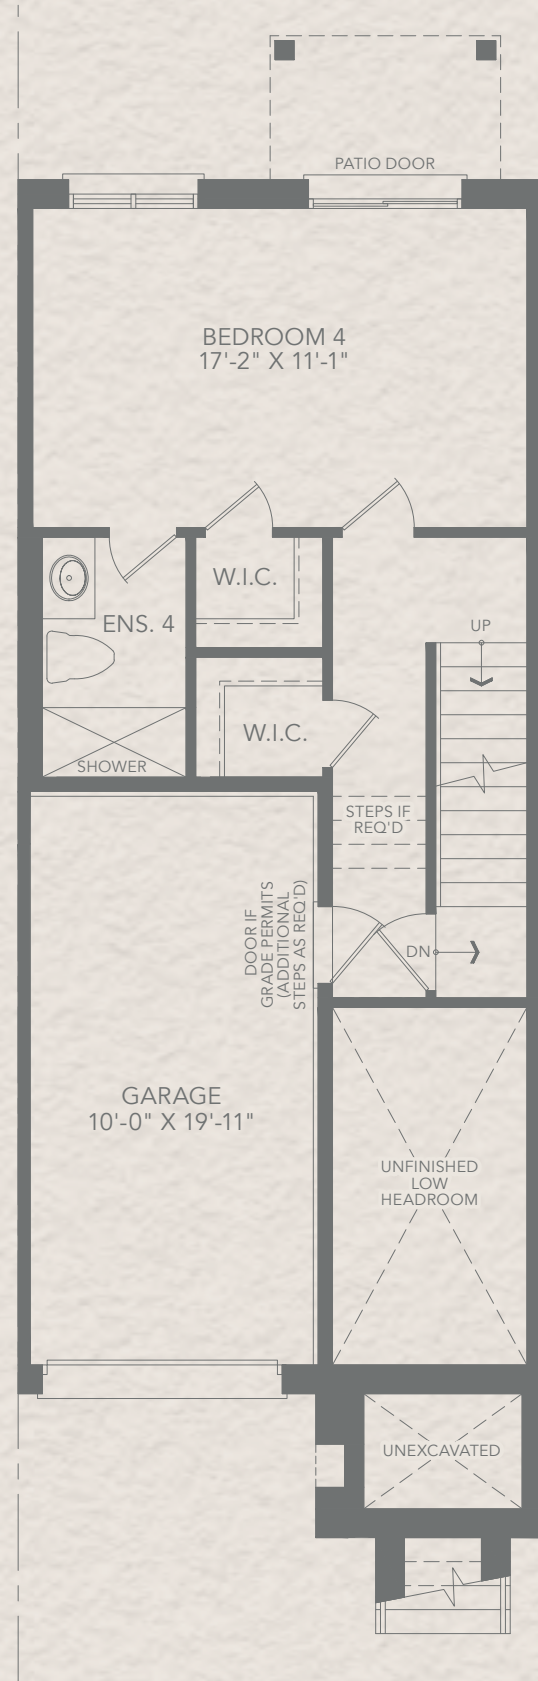 PATIO DOOR
BEDROOM 4
17'-2" X 11'-1"
W.I.C.
ENS. 4
UP
W.I.C.
SHOWER
STEPS IF
REQ'D
DOOR IF
GRADE PERMITS
(ADDITIONAL
STEPS AS REQ'D)
DN
GARAGE
10'-0" X 19'-11"
UNFINISHED
LOW
HEADROOM
UNEXCAVATED